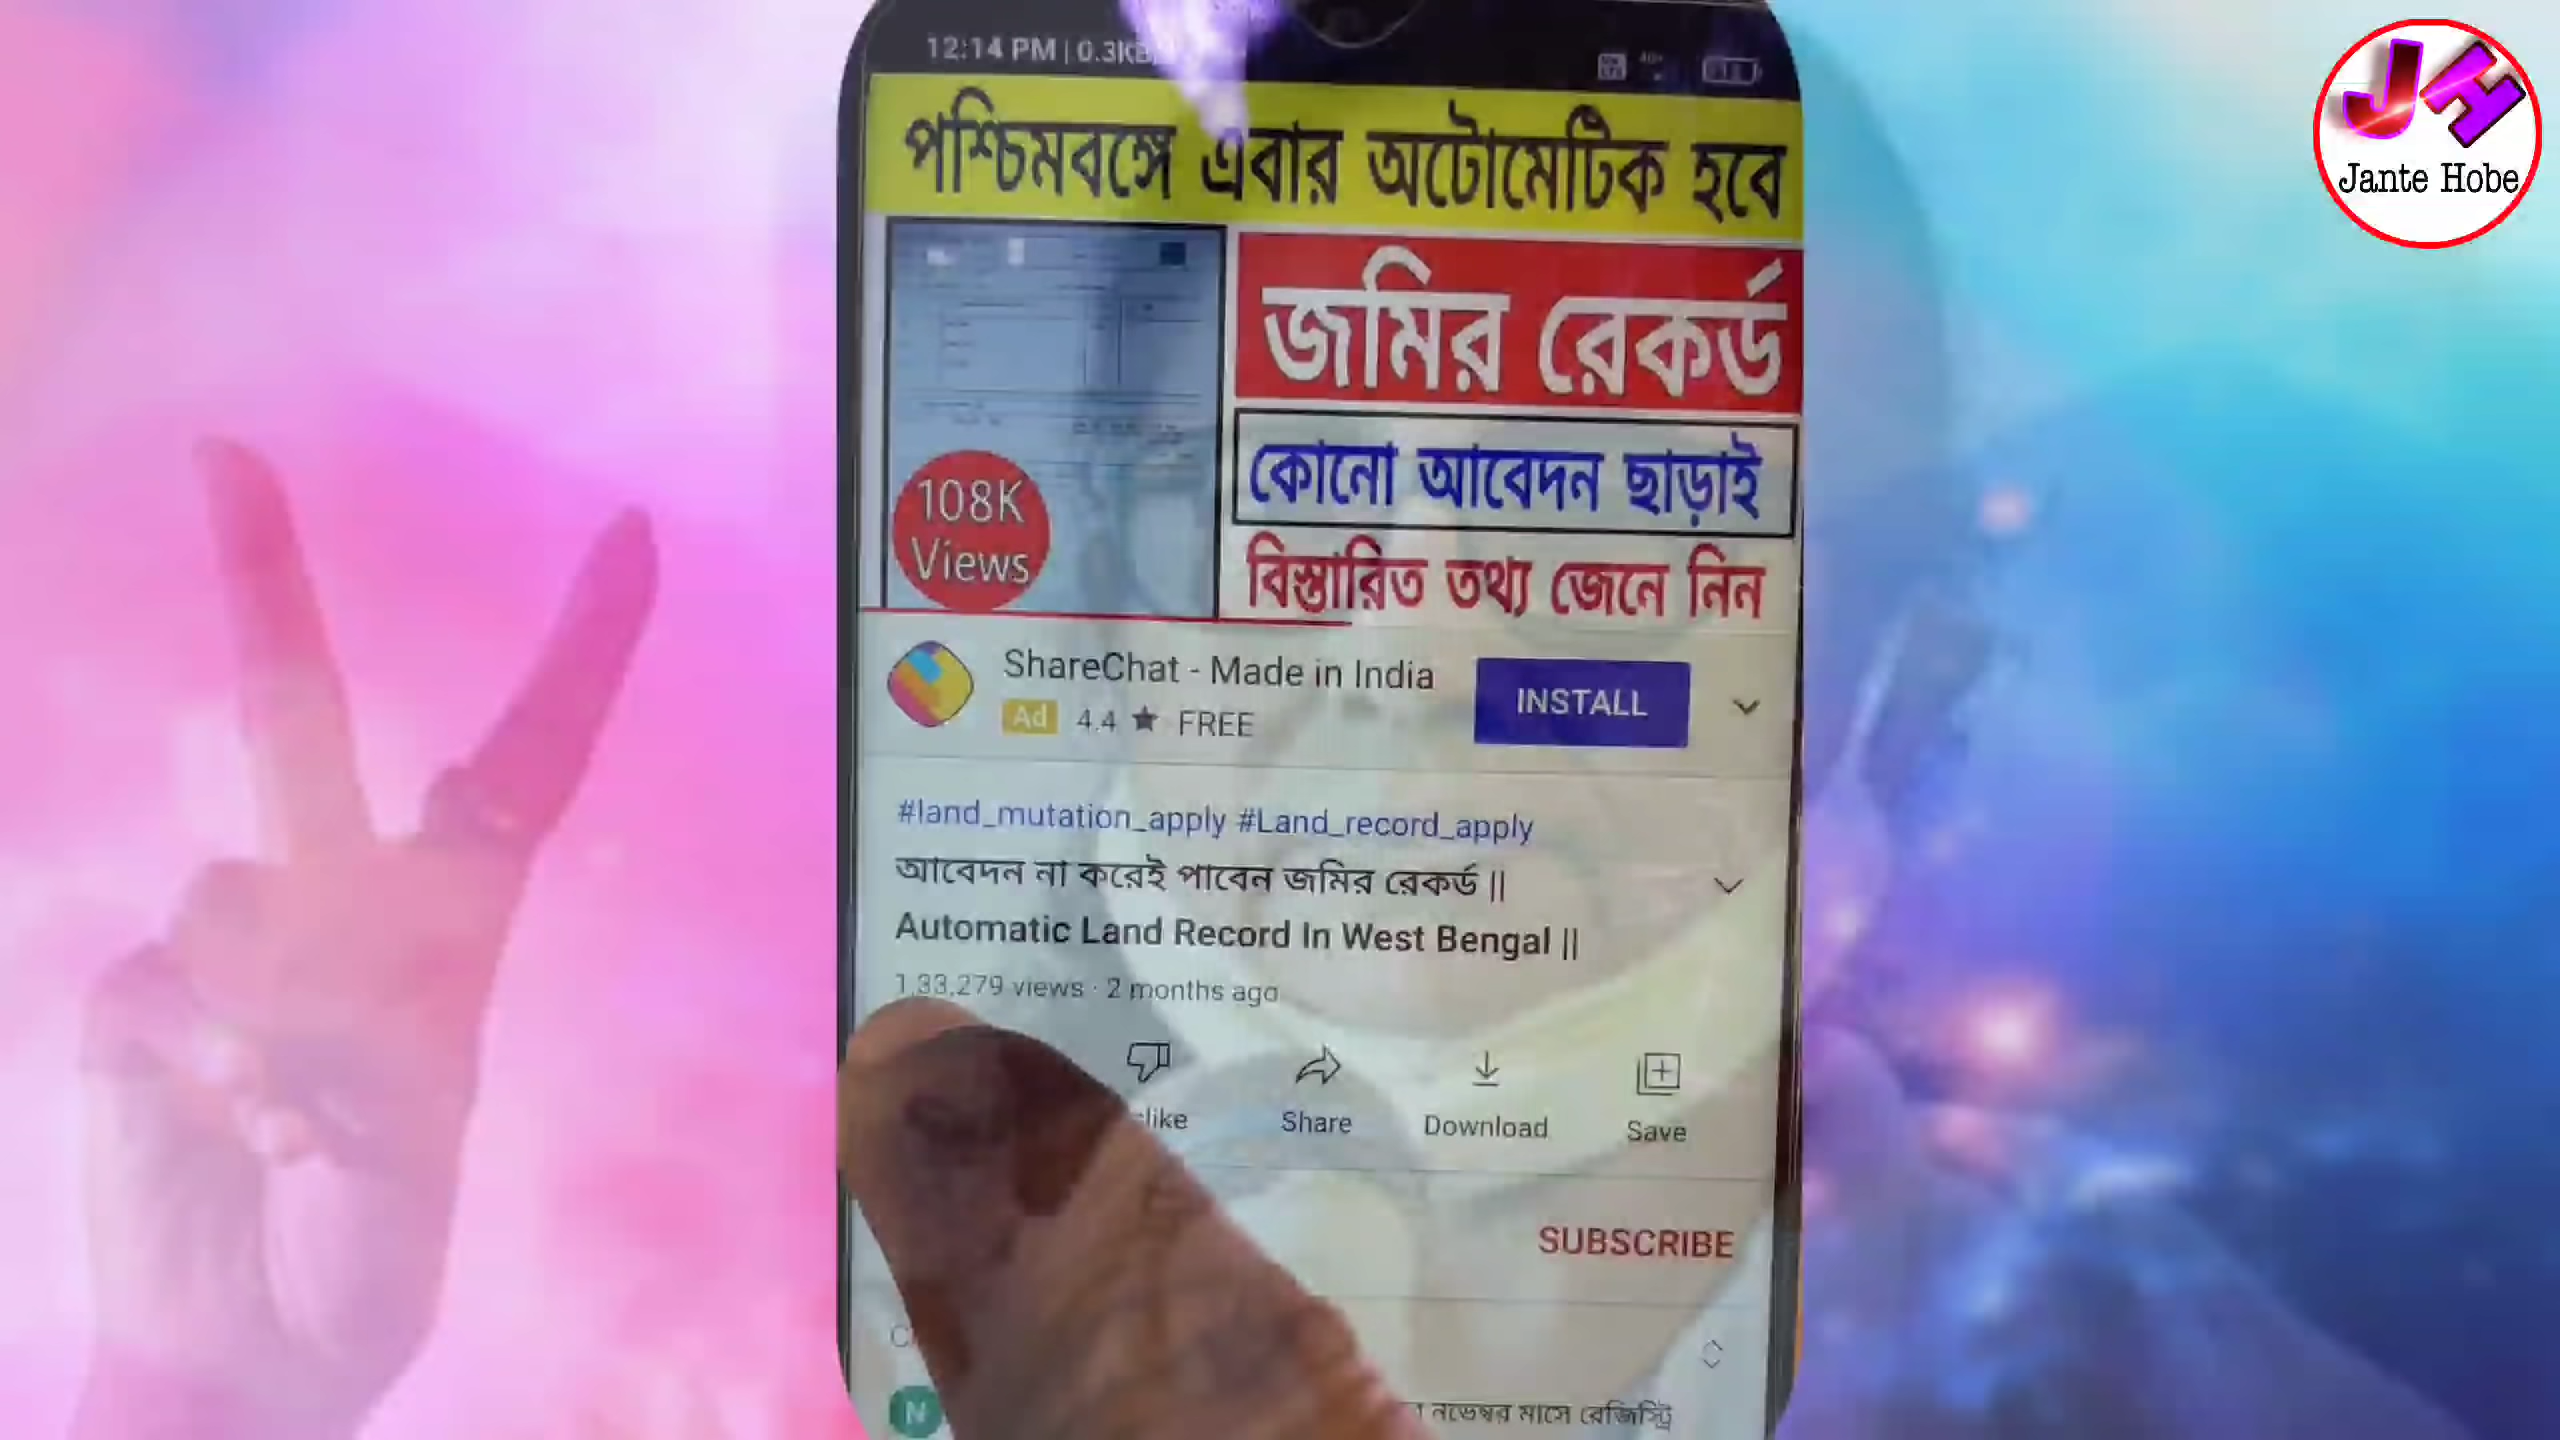 12:14 PM | 0.3KB
পশ্চিমবঙ্গে এবার অটোমেটিক হবে
জমির রেকর্ড
কোনো আবেদন ছাড়াই
বিস্তারিত তথ্য জেনে নিন
108K
Views
ShareChat - Made in India
Ad 4.4 ★ FREE
INSTALL
#land_mutation_apply #Land_record_apply
আবেদন না করেই পাবেন জমির রেকর্ড ||
Automatic Land Record In West Bengal ||
1,33,279 views · 2 months ago
Share
Download
Save
SUBSCRIBE
N
নভেম্বর মাসে রেজিস্ট্রি
JH
Jante Hobe